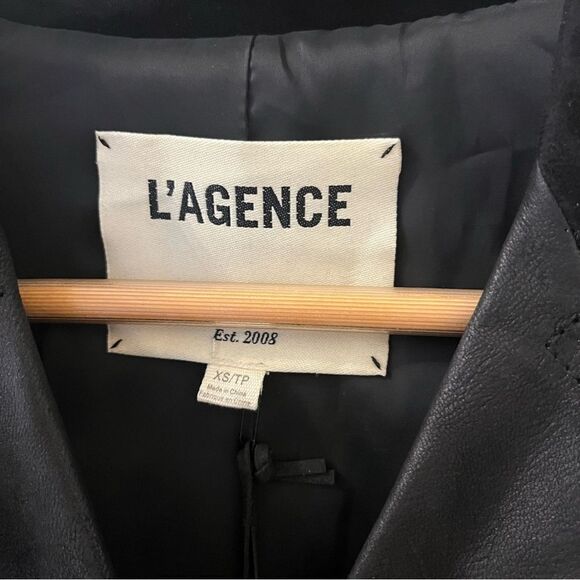 L'AGENCE
Est. 2008
XS/TP
Made in China
Fabriqué en Chine